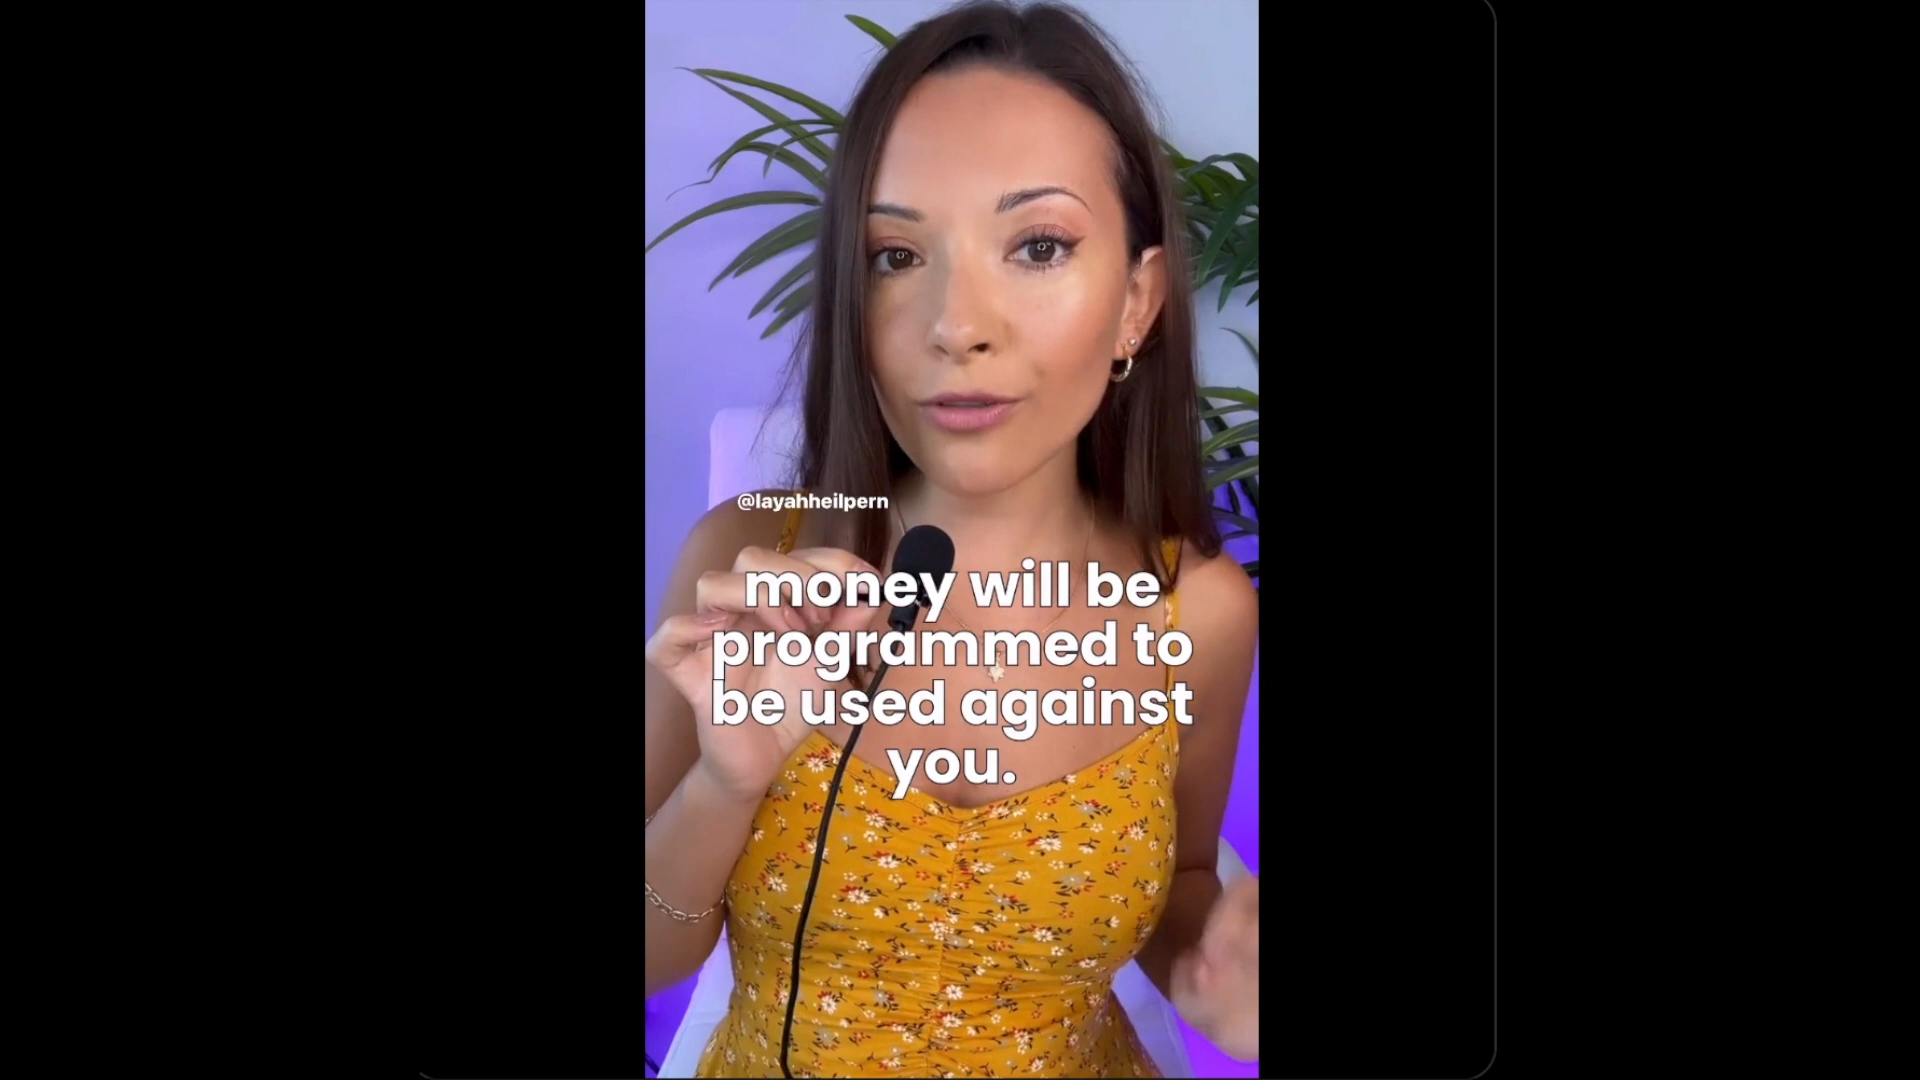 @layahheilpern
money will be
programmed to
be used against
you.